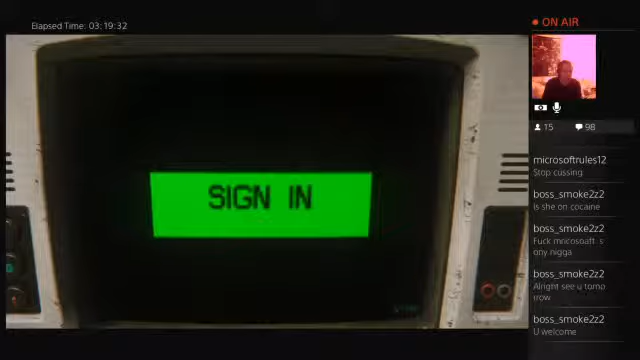 Elapsed Time: 03:19:32
ON AIR
SIGN IN
15 98
microsoftrules12
Stop cussing
boss_smoke2z2
Is she on cocaine
boss_smoke2z2
Fuck mricosoaft s
ony nigga
boss_smoke2z2
Alright see u tomo
rrow
boss_smoke2z2
U welcome